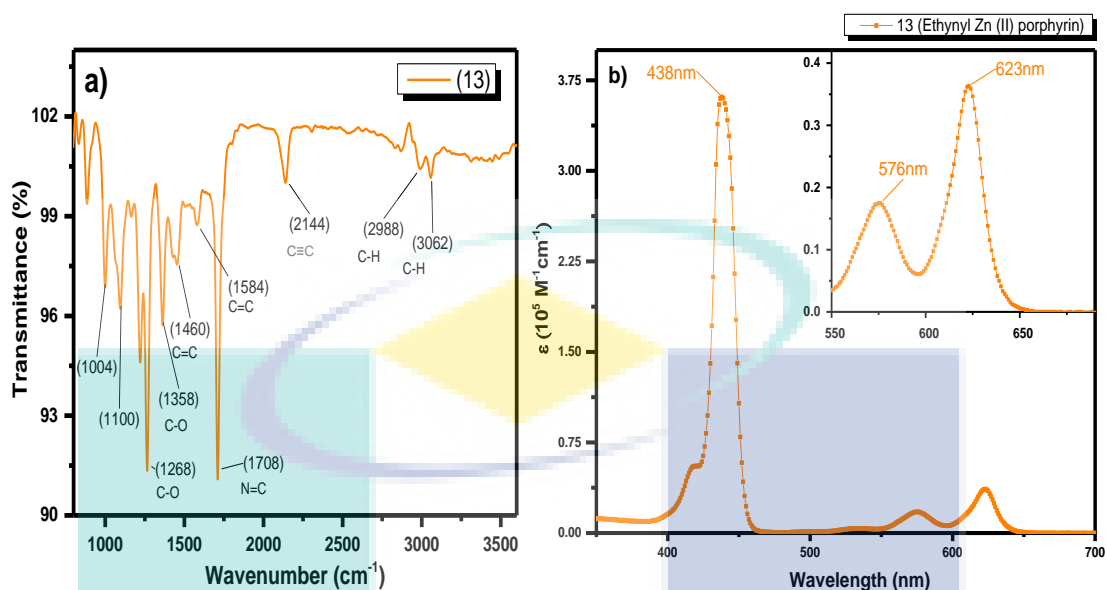 a)
(13)
102
99
96
93
90
Transmittance (%)
(1004)
(1100)
(1268)
C-O
(1358)
C-O
(1460)
C=C
(1584)
C=C
(1708)
N=C
(2144)
C≡C
(2988)
C-H
(3062)
C-H
1000 1500 2000 2500 3000 3500
Wavenumber (cm⁻¹)
13 (Ethynyl Zn (II) porphyrin)
b)
438nm
3.75
3.00
2.25
1.50
0.75
0.00
ε (10⁵ M⁻¹cm⁻¹)
400 500 600 700
Wavelength (nm)
0.4
0.3
0.2
0.1
0.0
576nm
623nm
550 600 650